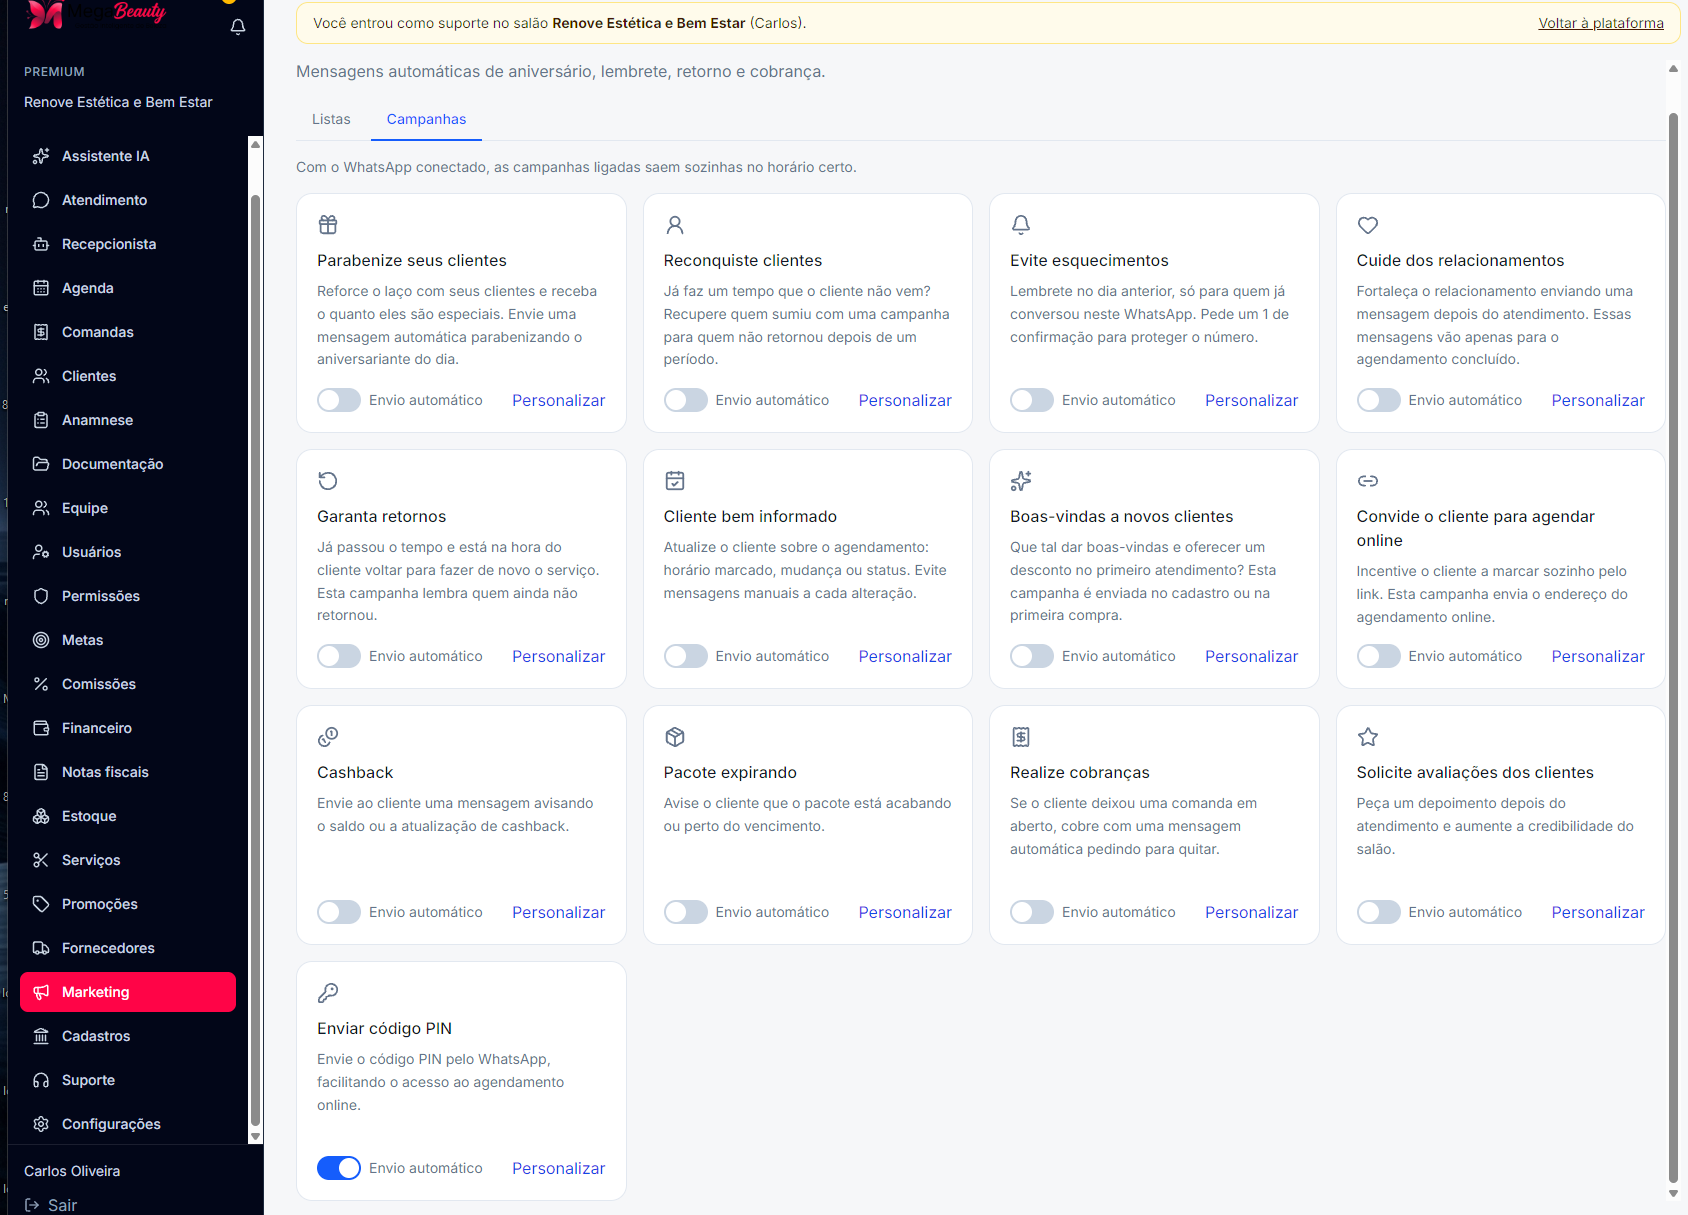 MegaBeauty
PREMIUM
Renove Estética e Bem Estar
Assistente IA
Atendimento
Recepcionista
Agenda
Comandas
Clientes
Anamnese
Documentação
Equipe
Usuários
Permissões
Metas
Comissões
Financeiro
Notas fiscais
Estoque
Serviços
Promoções
Fornecedores
Marketing
Cadastros
Suporte
Configurações
Carlos Oliveira
Sair
Você entrou como suporte no salão Renove Estética e Bem Estar (Carlos).
Voltar à plataforma
Mensagens automáticas de aniversário, lembrete, retorno e cobrança.
Listas
Campanhas
Com o WhatsApp conectado, as campanhas ligadas saem sozinhas no horário certo.
Parabenize seus clientes
Reforce o laço com seus clientes e receba
o quanto eles são especiais. Envie uma
mensagem automática parabenizando o
aniversariante do dia.
Envio automático
Personalizar
Reconquiste clientes
Já faz um tempo que o cliente não vem?
Recupere quem sumiu com uma campanha
para quem não retornou depois de um
período.
Envio automático
Personalizar
Evite esquecimentos
Lembrete no dia anterior, só para quem já
conversou neste WhatsApp. Pede um 1 de
confirmação para proteger o número.
Envio automático
Personalizar
Cuide dos relacionamentos
Fortaleça o relacionamento enviando uma
mensagem depois do atendimento. Essas
mensagens vão apenas para o
agendamento concluído.
Envio automático
Personalizar
Garanta retornos
Já passou o tempo e está na hora do
cliente voltar para fazer de novo o serviço.
Esta campanha lembra quem ainda não
retornou.
Envio automático
Personalizar
Cliente bem informado
Atualize o cliente sobre o agendamento:
horário marcado, mudança ou status. Evite
mensagens manuais a cada alteração.
Envio automático
Personalizar
Boas-vindas a novos clientes
Que tal dar boas-vindas e oferecer um
desconto no primeiro atendimento? Esta
campanha é enviada no cadastro ou na
primeira compra.
Envio automático
Personalizar
Convide o cliente para agendar
online
Incentive o cliente a marcar sozinho pelo
link. Esta campanha envia o endereço do
agendamento online.
Envio automático
Personalizar
Cashback
Envie ao cliente uma mensagem avisando
o saldo ou a atualização de cashback.
Envio automático
Personalizar
Pacote expirando
Avise o cliente que o pacote está acabando
ou perto do vencimento.
Envio automático
Personalizar
Realize cobranças
Se o cliente deixou uma comanda em
aberto, cobre com uma mensagem
automática pedindo para quitar.
Envio automático
Personalizar
Solicite avaliações dos clientes
Peça um depoimento depois do
atendimento e aumente a credibilidade do
salão.
Envio automático
Personalizar
Enviar código PIN
Envie o código PIN pelo WhatsApp,
facilitando o acesso ao agendamento
online.
Envio automático
Personalizar